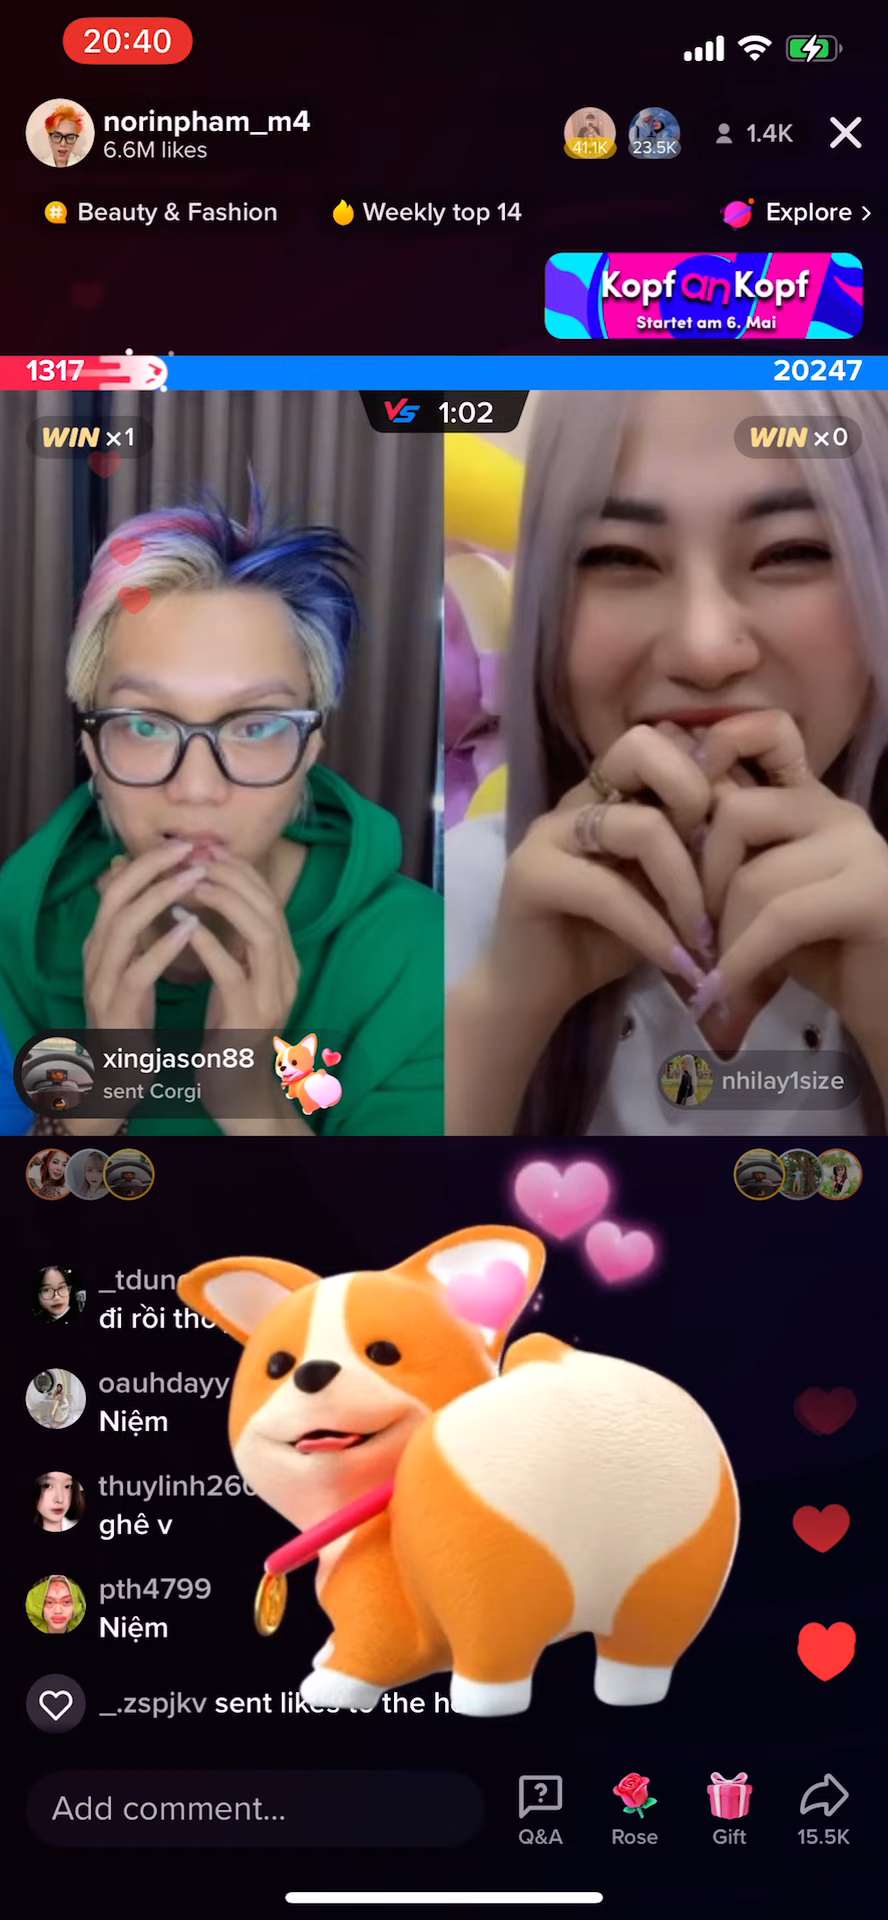 20:40
norinpham_m4
6.6M likes
41.1K
23.5K
1.4K
Beauty & Fashion
Weekly top 14
Explore >
Kopf an Kopf
Startet am 6. Mai
1317
20247
VS 1:02
WIN x1
WIN x0
xingjason88
sent Corgi
nhilay1size
_tdun
đi rồi
oauhdayy
Niệm
thuylinh26
ghê v
pth4799
Niệm
_.zspjkv sent likes to the
Add comment...
Q&A
Rose
Gift
15.5K